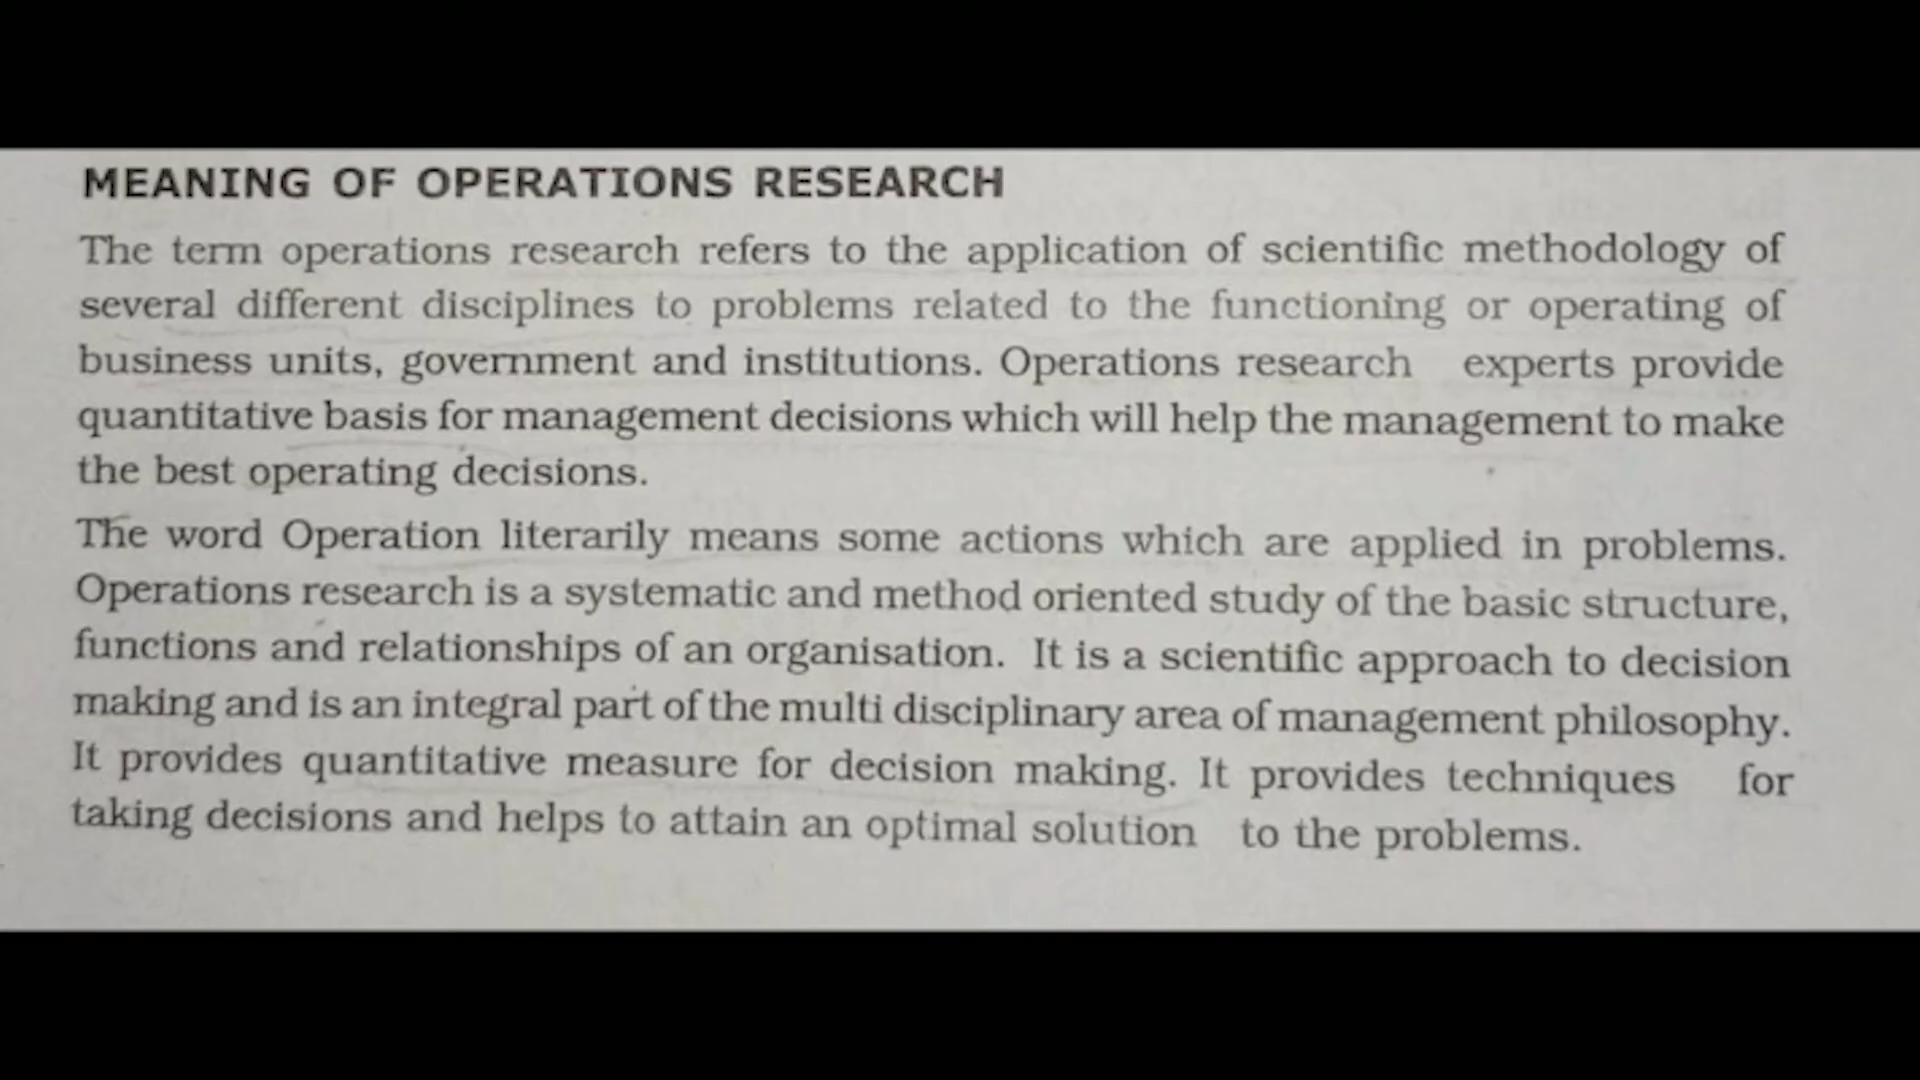 MEANING OF OPERATIONS RESEARCH
The term operations research refers to the application of scientific methodology of
several different disciplines to problems related to the functioning or operating of
business units, government and institutions. Operations research experts provide
quantitative basis for management decisions which will help the management to make
the best operating decisions.
The word Operation literarily means some actions which are applied in problems.
Operations research is a systematic and method oriented study of the basic structure,
functions and relationships of an organisation. It is a scientific approach to decision
making and is an integral part of the multi disciplinary area of management philosophy.
It provides quantitative measure for decision making. It provides techniques for
taking decisions and helps to attain an optimal solution to the problems.